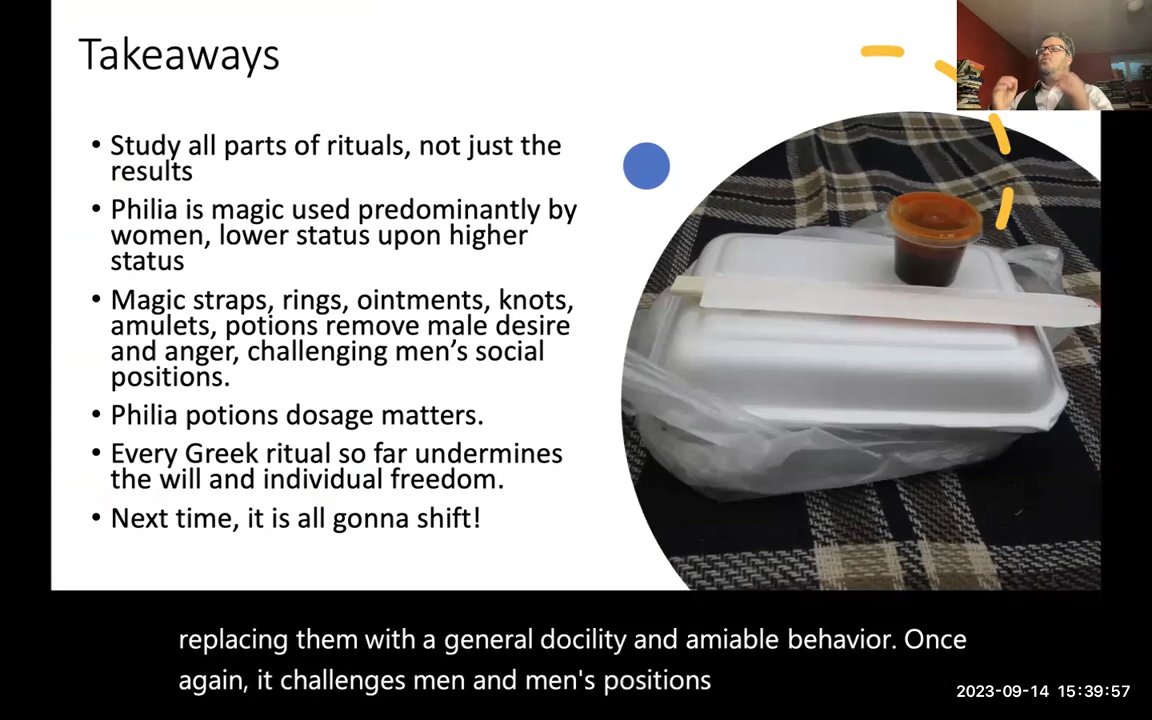 Takeaways
• Study all parts of rituals, not just the
results
• Philia is magic used predominantly by
women, lower status upon higher
status
• Magic straps, rings, ointments, knots,
amulets, potions remove male desire
and anger, challenging men’s social
positions.
• Philia potions dosage matters.
• Every Greek ritual so far undermines
the will and individual freedom.
• Next time, it is all gonna shift!
replacing them with a general docility and amiable behavior. Once
again, it challenges men and men's positions
2023-09-14 15:39:57